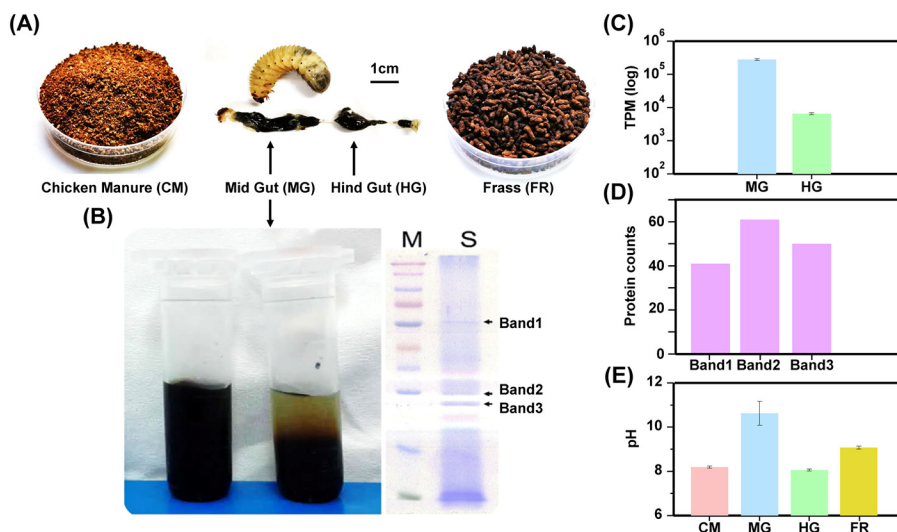 (A)
1cm
Chicken Manure (CM)
Mid Gut (MG)
Hind Gut (HG)
Frass (FR)
(B)
M S
Band1
Band2
Band3
(C)
TPM (log)
10^6
10^5
10^4
10^3
10^2
MG HG
(D)
Protein counts
60
40
20
0
Band1 Band2 Band3
(E)
pH
12
10
8
6
CM MG HG FR